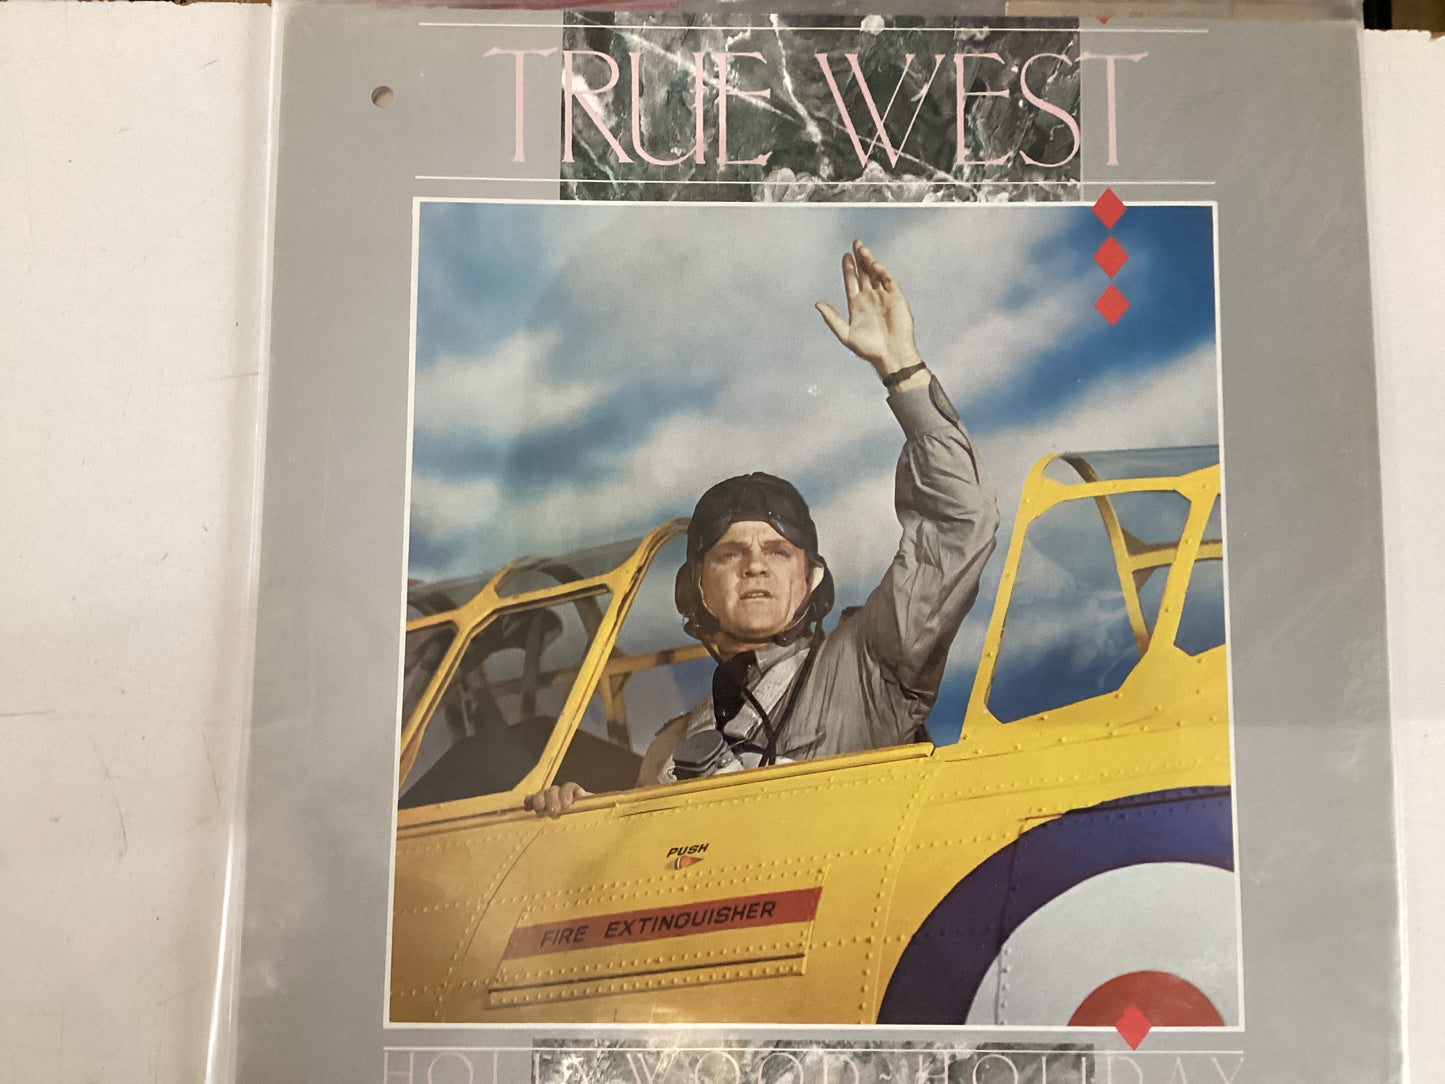 TRUE WEST
PUSH
FIRE EXTINGUISHER
HOLLYWOOD~HOLIDAY